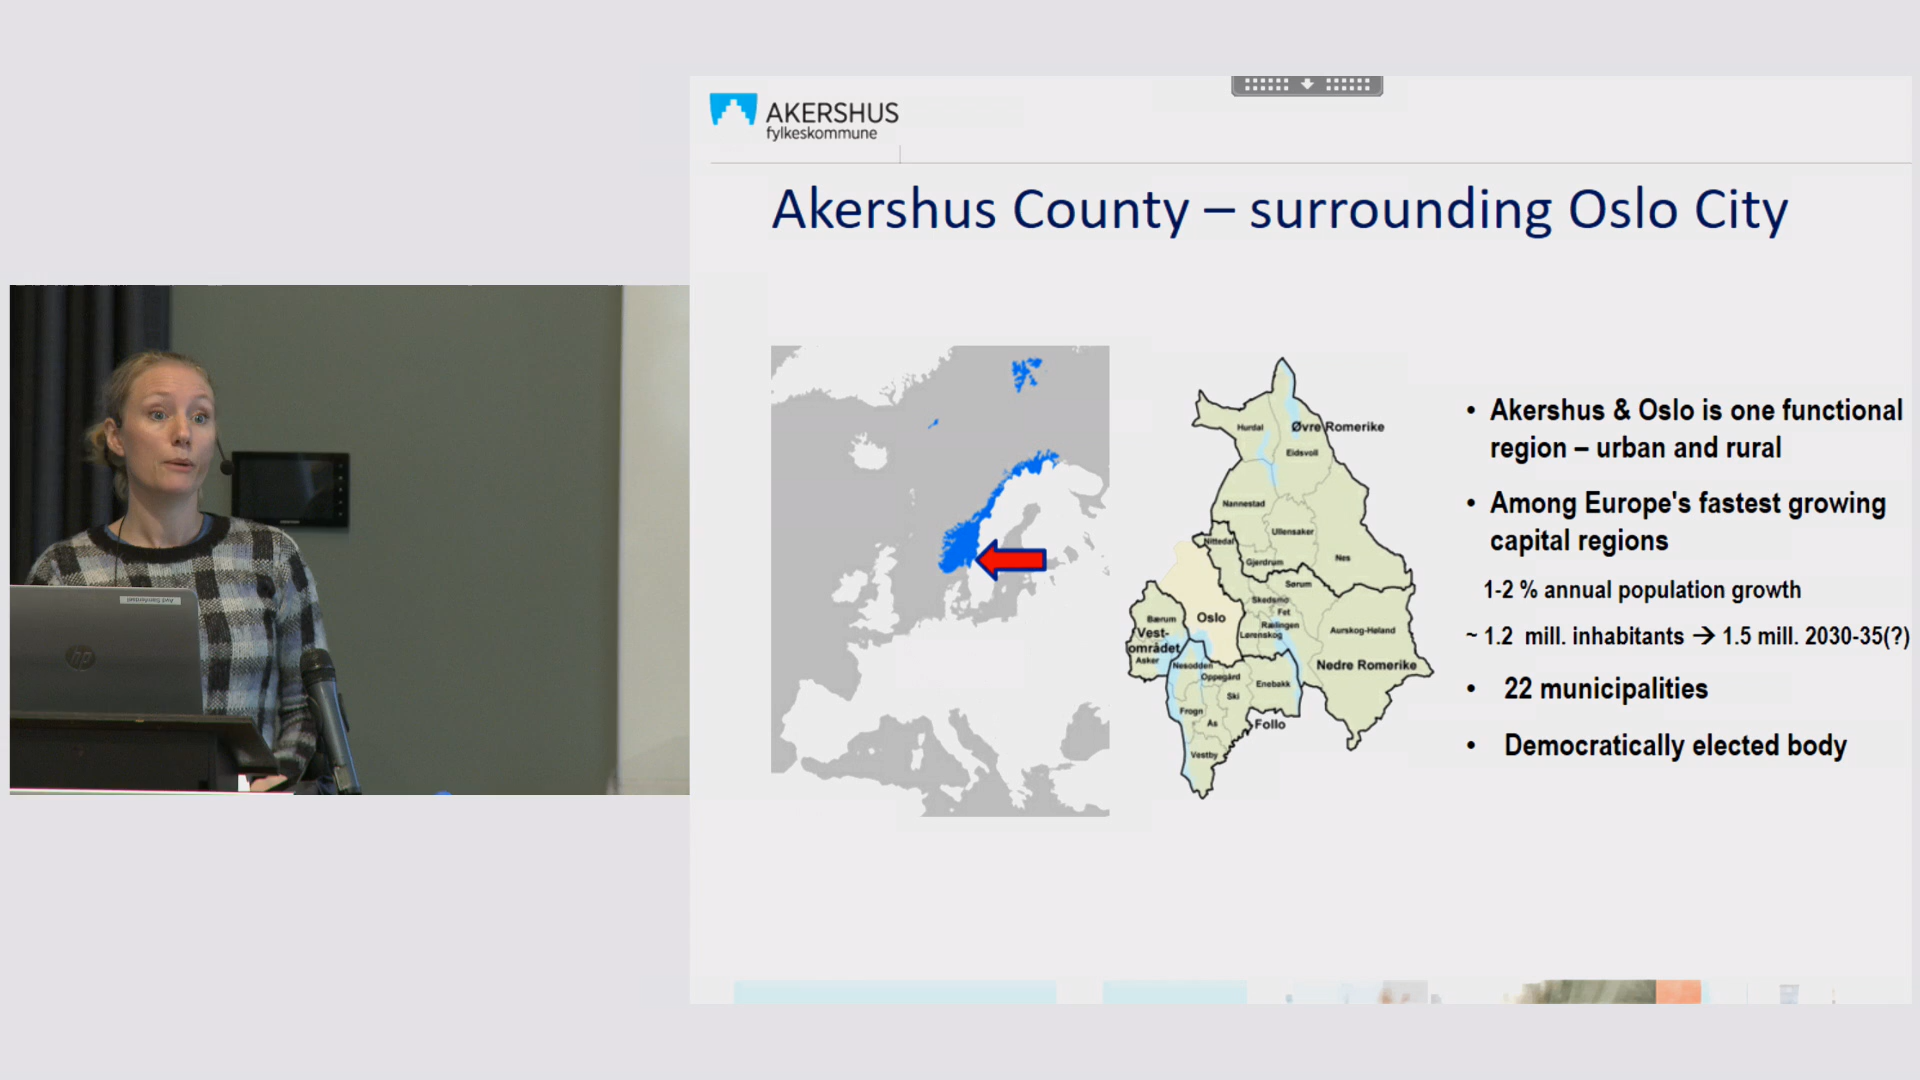 AKERSHUS
fylkeskommune
Akershus County – surrounding Oslo City
Hurdal
Øvre Romerike
Eidsvoll
Nannestad
Ullensaker
Nittedal
Nes
Gjerdrum
Sørum
Skedsmo
Fet
Bærum
Oslo
Rælingen
Aurskog-Høland
Vest-
Lørenskog
området
Asker
Nesodden
Nedre Romerike
Oppegård
Enebakk
Ski
Frogn
Ås
Follo
Vestby
• Akershus & Oslo is one functional
region – urban and rural
• Among Europe's fastest growing
capital regions
1-2 % annual population growth
~ 1.2 mill. inhabitants → 1.5 mill. 2030-35(?)
• 22 municipalities
• Democratically elected body
hp